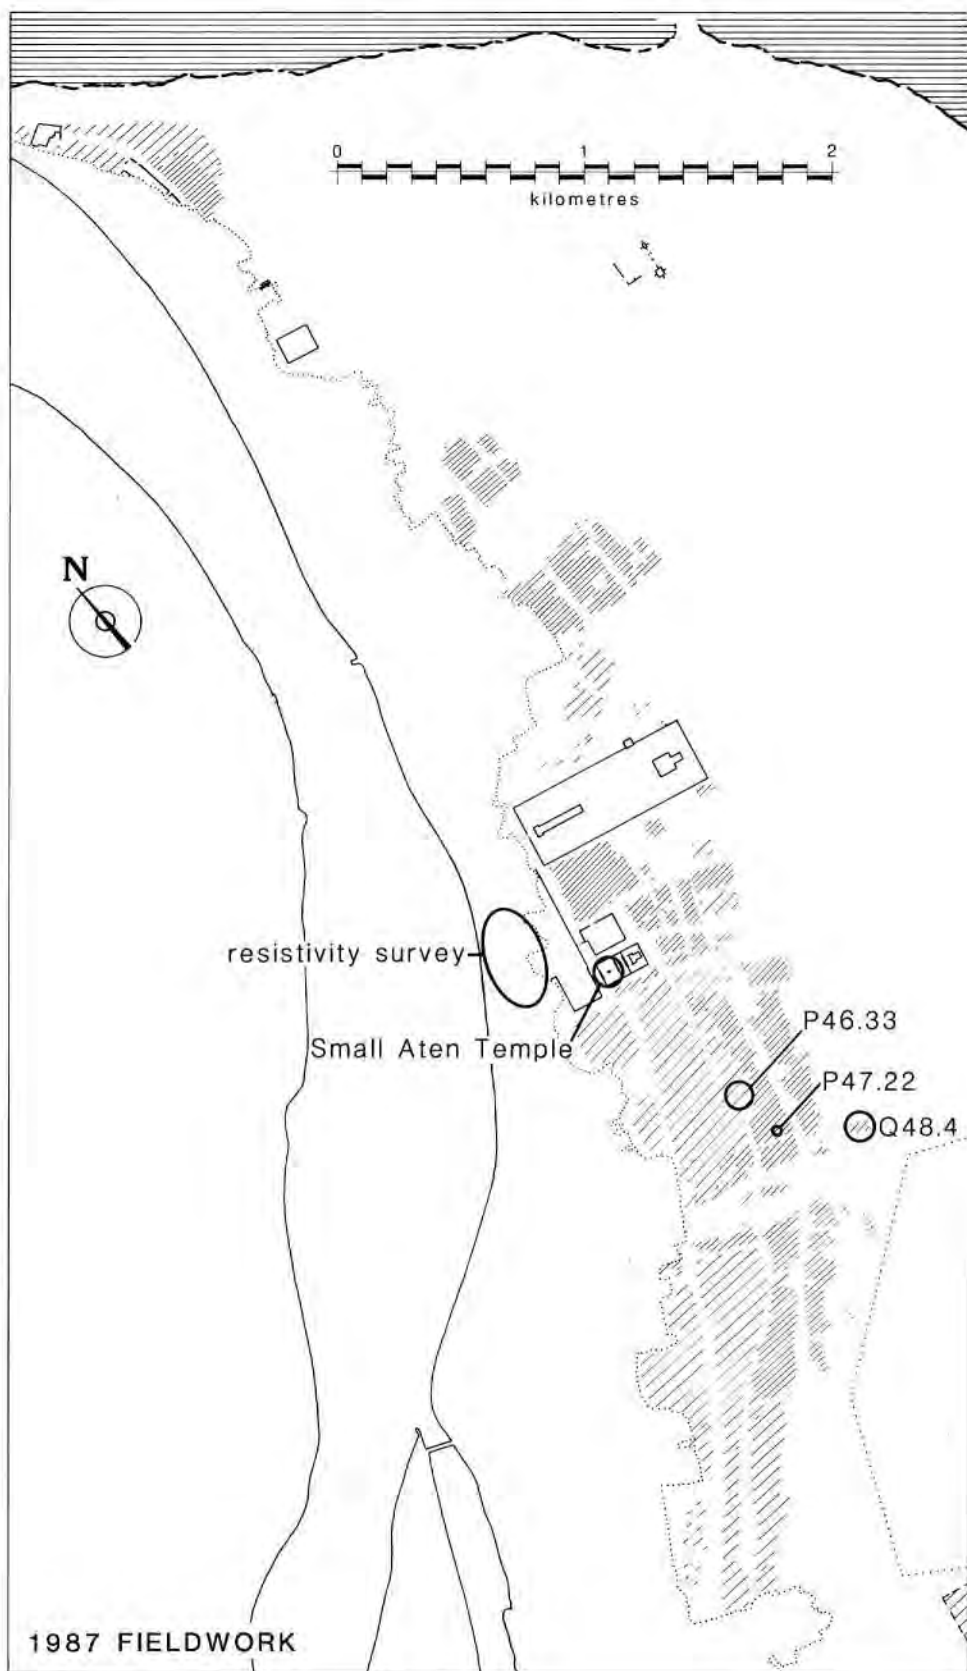 0 1 2
kilometres
N
resistivity survey
Small Aten Temple
P46.33
P47.22
Q48.4
1987 FIELDWORK